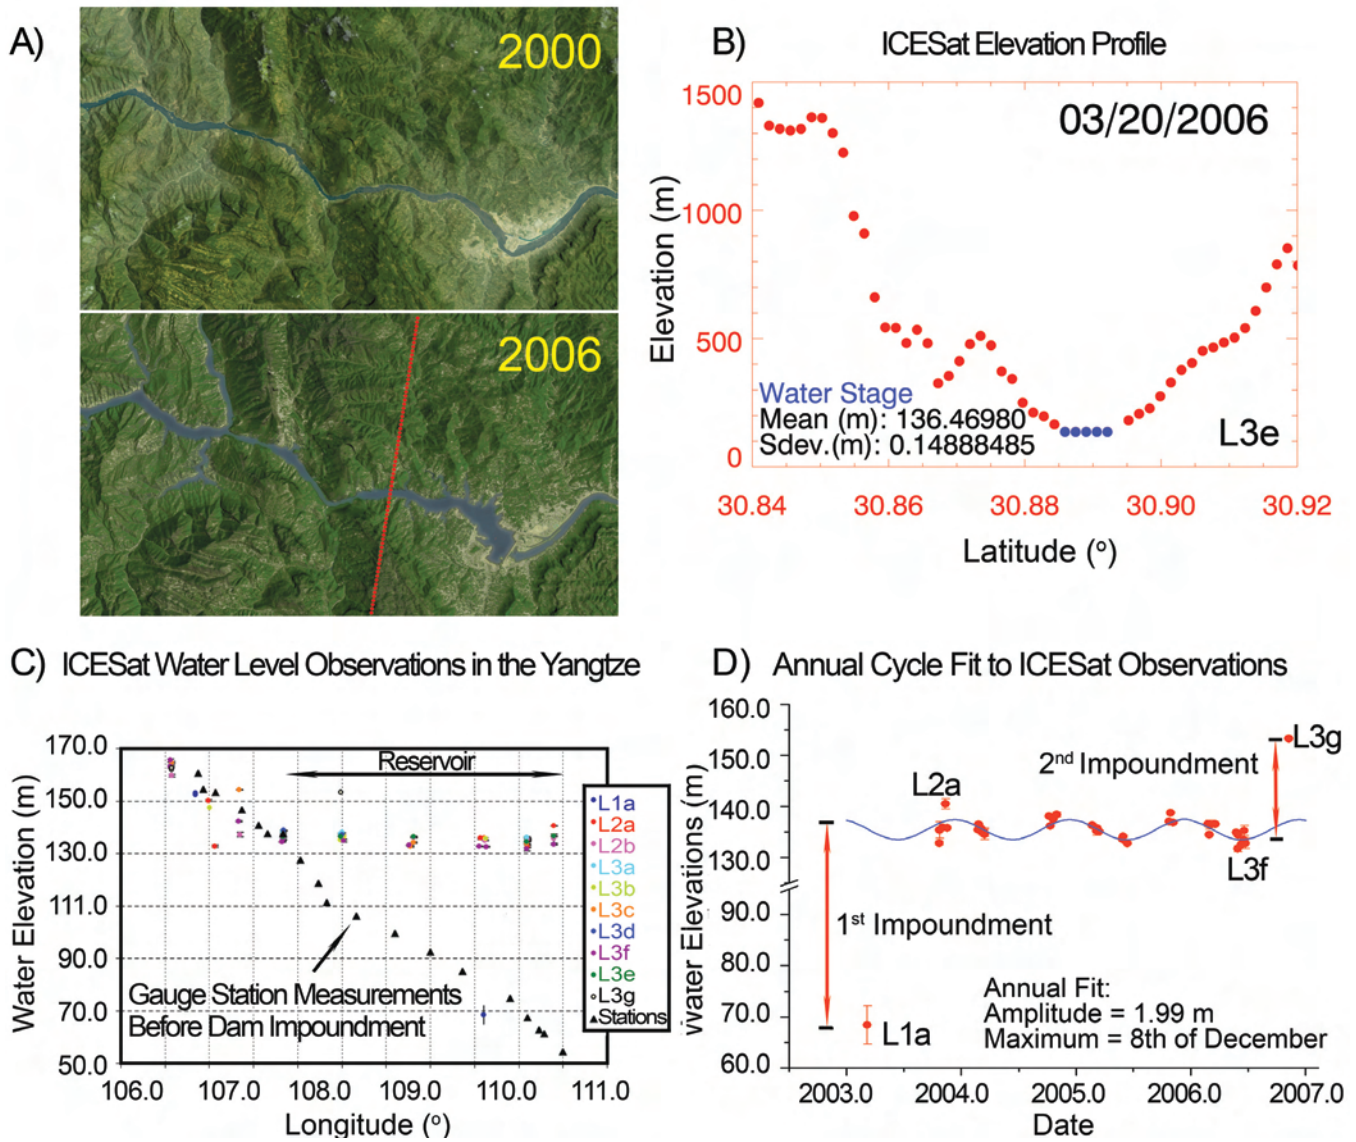 A)
2000
2006
B) ICESat Elevation Profile
1500
1000
500
0
Elevation (m)
03/20/2006
Water Stage
Mean (m): 136.46980
Sdev.(m): 0.14888485
L3e
30.84 30.86 30.88 30.90 30.92
Latitude (°)
C) ICESat Water Level Observations in the Yangtze
170.0
150.0
130.0
111.0
90.0
70.0
50.0
Water Elevation (m)
Reservoir
L1a
L2a
L2b
L3a
L3b
L3c
L3d
L3f
L3e
L3g
Stations
Gauge Station Measurements
Before Dam Impoundment
106.0 107.0 108.0 109.0 110.0 111.0
Longitude (°)
D) Annual Cycle Fit to ICESat Observations
160.0
150.0
140.0
130.0
90.0
80.0
70.0
60.0
Water Elevations (m)
L2a
2nd Impoundment
L3g
L3f
1st Impoundment
L1a
Annual Fit:
Amplitude = 1.99 m
Maximum = 8th of December
2003.0 2004.0 2005.0 2006.0 2007.0
Date